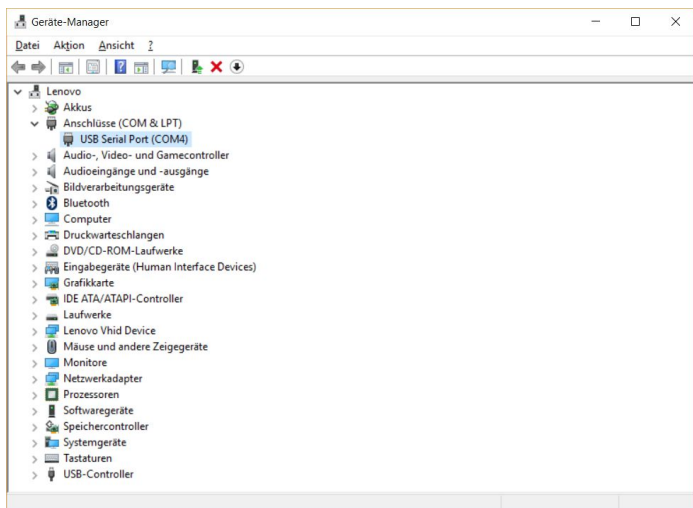 Geräte-Manager
Datei Aktion Ansicht ?
Lenovo
Akkus
Anschlüsse (COM & LPT)
USB Serial Port (COM4)
Audio-, Video- und Gamecontroller
Audioeingänge und -ausgänge
Bildverarbeitungsgeräte
Bluetooth
Computer
Druckwarteschlangen
DVD/CD-ROM-Laufwerke
Eingabegeräte (Human Interface Devices)
Grafikkarte
IDE ATA/ATAPI-Controller
Laufwerke
Lenovo Vhid Device
Mäuse und andere Zeigegeräte
Monitore
Netzwerkadapter
Prozessoren
Softwaregeräte
Speichercontroller
Systemgeräte
Tastaturen
USB-Controller